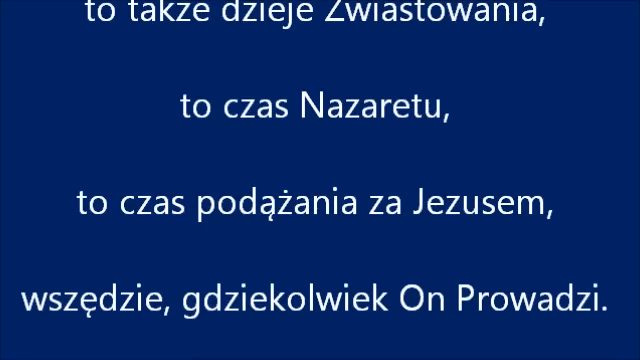 to także dzieje Zwiastowania,
to czas Nazaretu,
to czas podążania za Jezusem,
wszędzie, gdziekolwiek On Prowadzi.